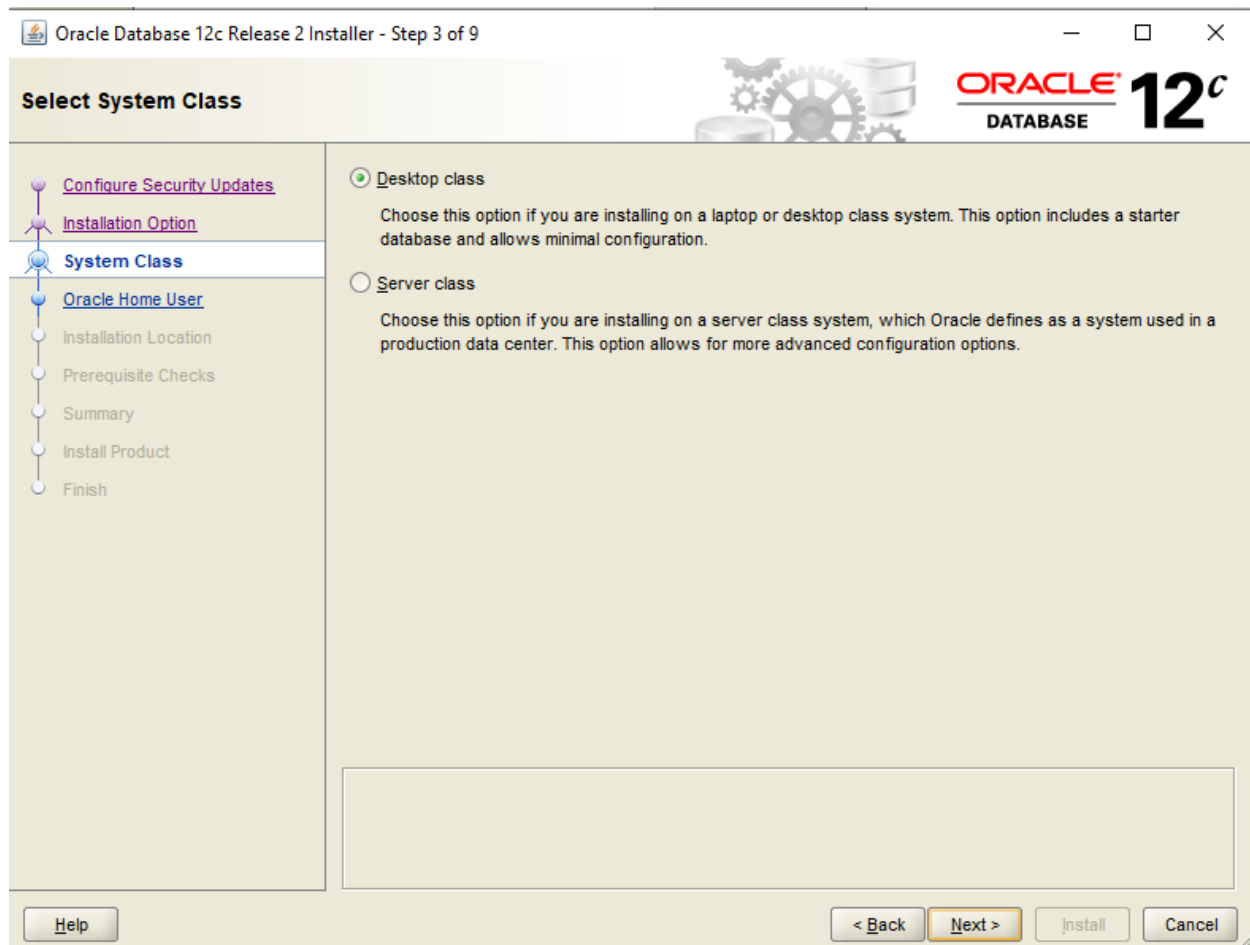 Oracle Database 12c Release 2 Installer - Step 3 of 9
Select System Class
ORACLE 12c
DATABASE
Configure Security Updates
Installation Option
System Class
Oracle Home User
Installation Location
Prerequisite Checks
Summary
Install Product
Finish
Desktop class
Choose this option if you are installing on a laptop or desktop class system. This option includes a starter
database and allows minimal configuration.
Server class
Choose this option if you are installing on a server class system, which Oracle defines as a system used in a
production data center. This option allows for more advanced configuration options.
Help
< Back
Next >
Install
Cancel